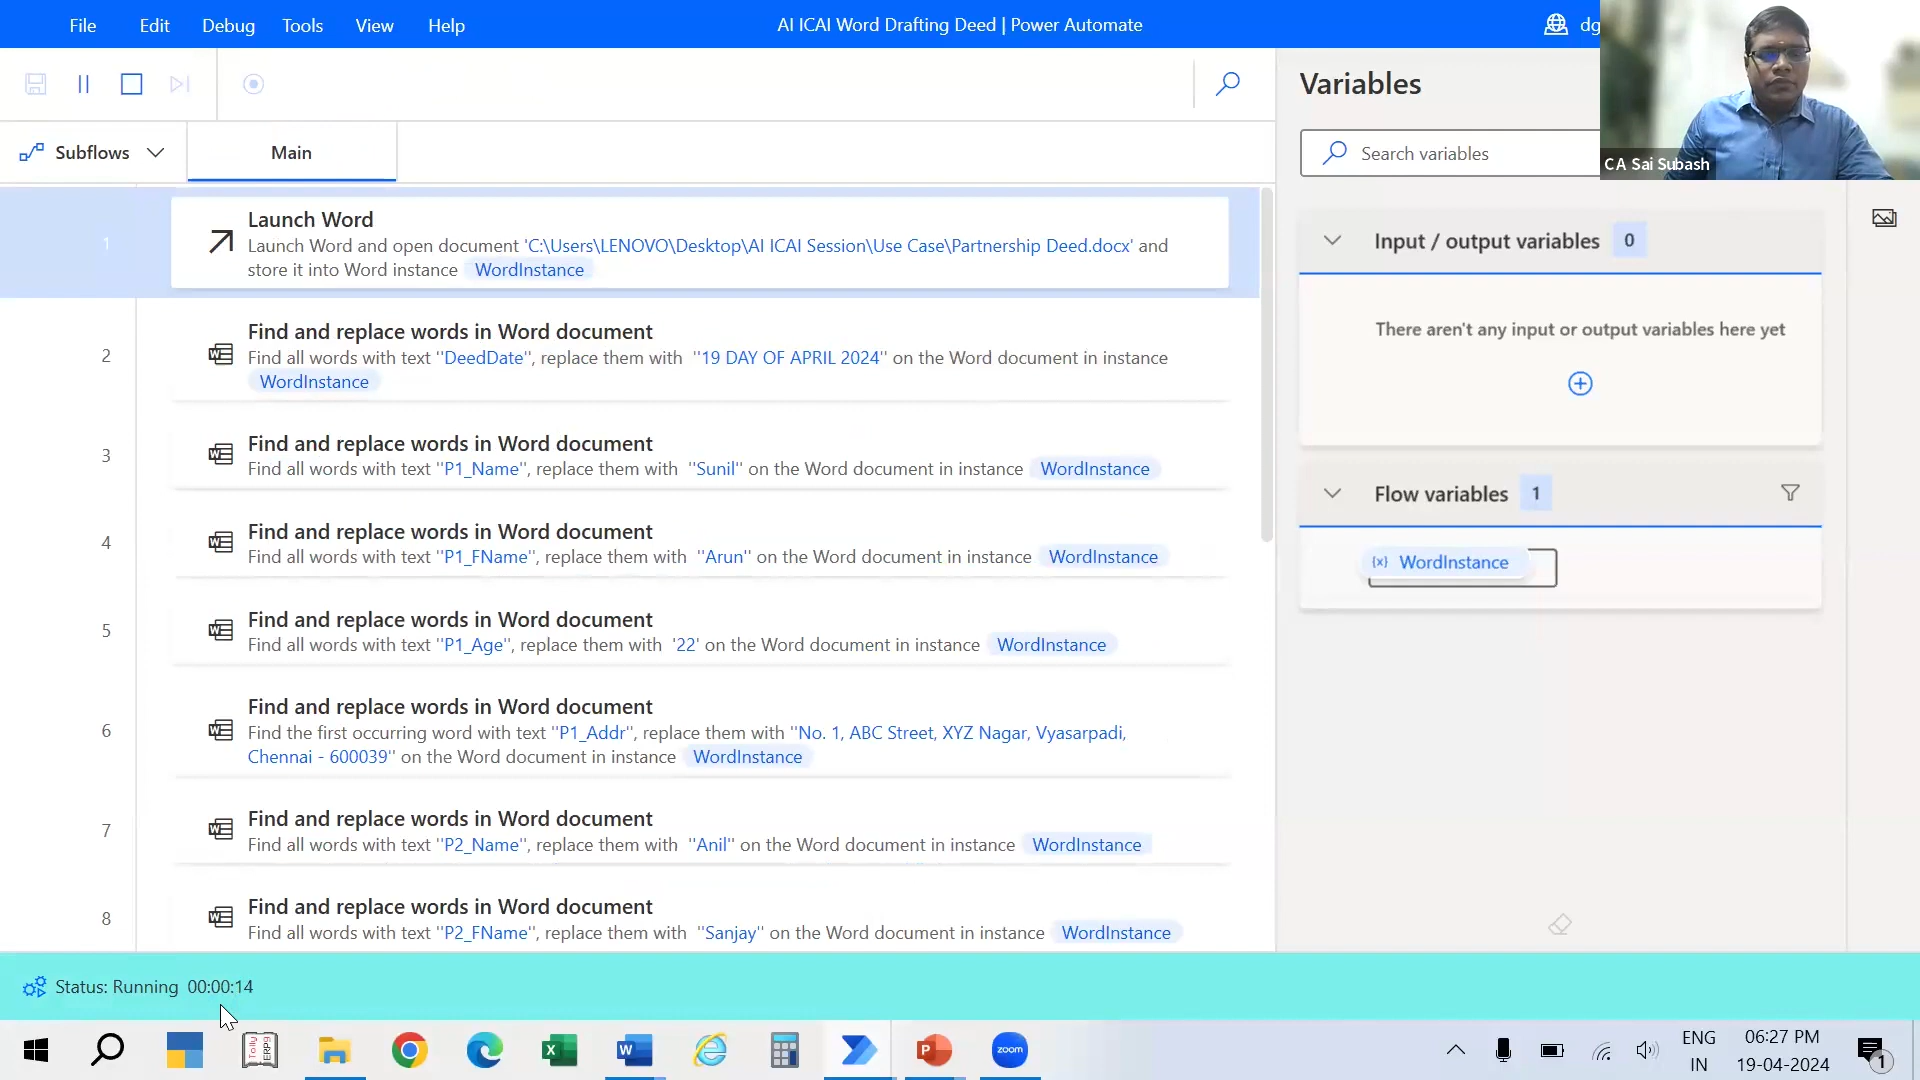 File Edit Debug Tools View Help
AI ICAI Word Drafting Deed | Power Automate
dg
Variables
CA Sai Subash
Subflows
Main
Search variables
1
Launch Word
Launch Word and open document 'C:\Users\LENOVO\Desktop\AI ICAI Session\Use Case\Partnership Deed.docx' and
store it into Word instance WordInstance
Input / output variables 0
There aren't any input or output variables here yet
Flow variables 1
{x} WordInstance
2
Find and replace words in Word document
Find all words with text ''DeedDate'', replace them with ''19 DAY OF APRIL 2024'' on the Word document in instance
WordInstance
3
Find and replace words in Word document
Find all words with text ''P1_Name'', replace them with ''Sunil'' on the Word document in instance WordInstance
4
Find and replace words in Word document
Find all words with text ''P1_FName'', replace them with ''Arun'' on the Word document in instance WordInstance
5
Find and replace words in Word document
Find all words with text ''P1_Age'', replace them with '22' on the Word document in instance WordInstance
6
Find and replace words in Word document
Find the first occurring word with text ''P1_Addr'', replace them with ''No. 1, ABC Street, XYZ Nagar, Vyasarpadi,
Chennai - 600039'' on the Word document in instance WordInstance
7
Find and replace words in Word document
Find all words with text ''P2_Name'', replace them with ''Anil'' on the Word document in instance WordInstance
8
Find and replace words in Word document
Find all words with text ''P2_FName'', replace them with ''Sanjay'' on the Word document in instance WordInstance
Status: Running 00:00:14
Tally
ERP9
X
W
P
zoom
ENG
IN
06:27 PM
19-04-2024
1